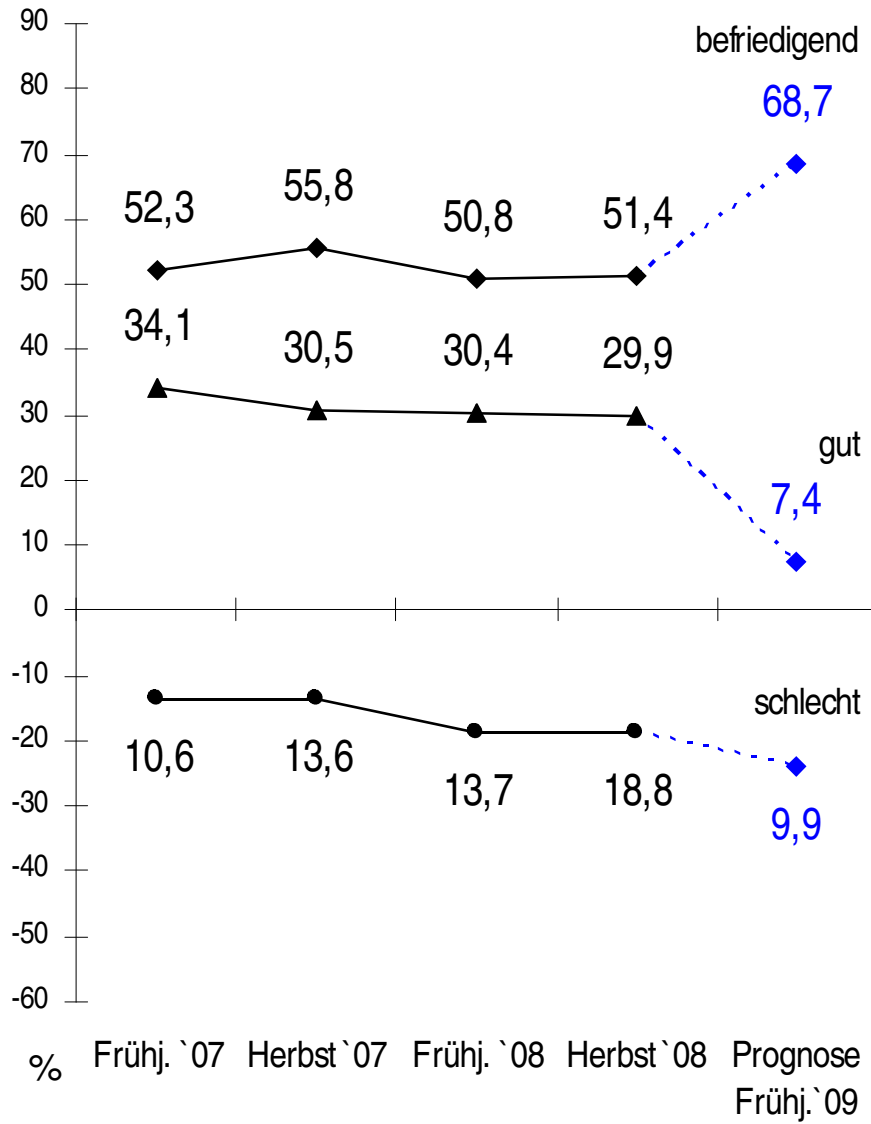 90
befriedigend
80
68,7
70
52,3 55,8 50,8 51,4
60
50
34,1 30,5 30,4 29,9
40
30
gut
20
7,4
10
0
-10
schlecht
-20
10,6 13,6 13,7 18,8
-30
9,9
-40
-50
-60
% Frühj. `07 Herbst `07 Frühj. `08 Herbst `08 Prognose
Frühj.`09